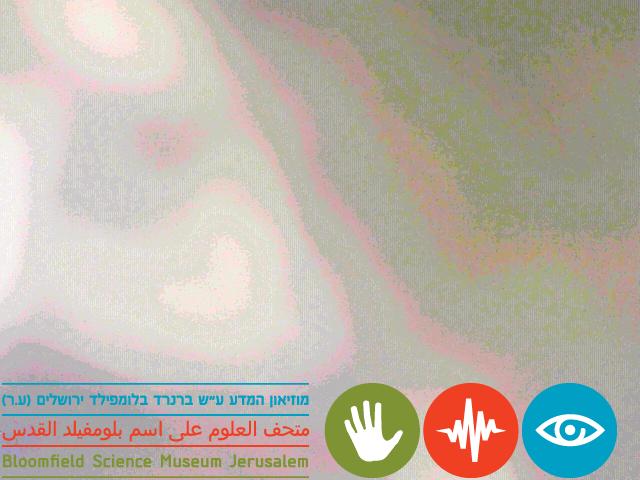 מוזיאון המדע ע״ש ברנרד בלומפילד ירושלים (ע.ר)
متحف العلوم على اسم بلومفيلد القدس
Bloomfield Science Museum Jerusalem